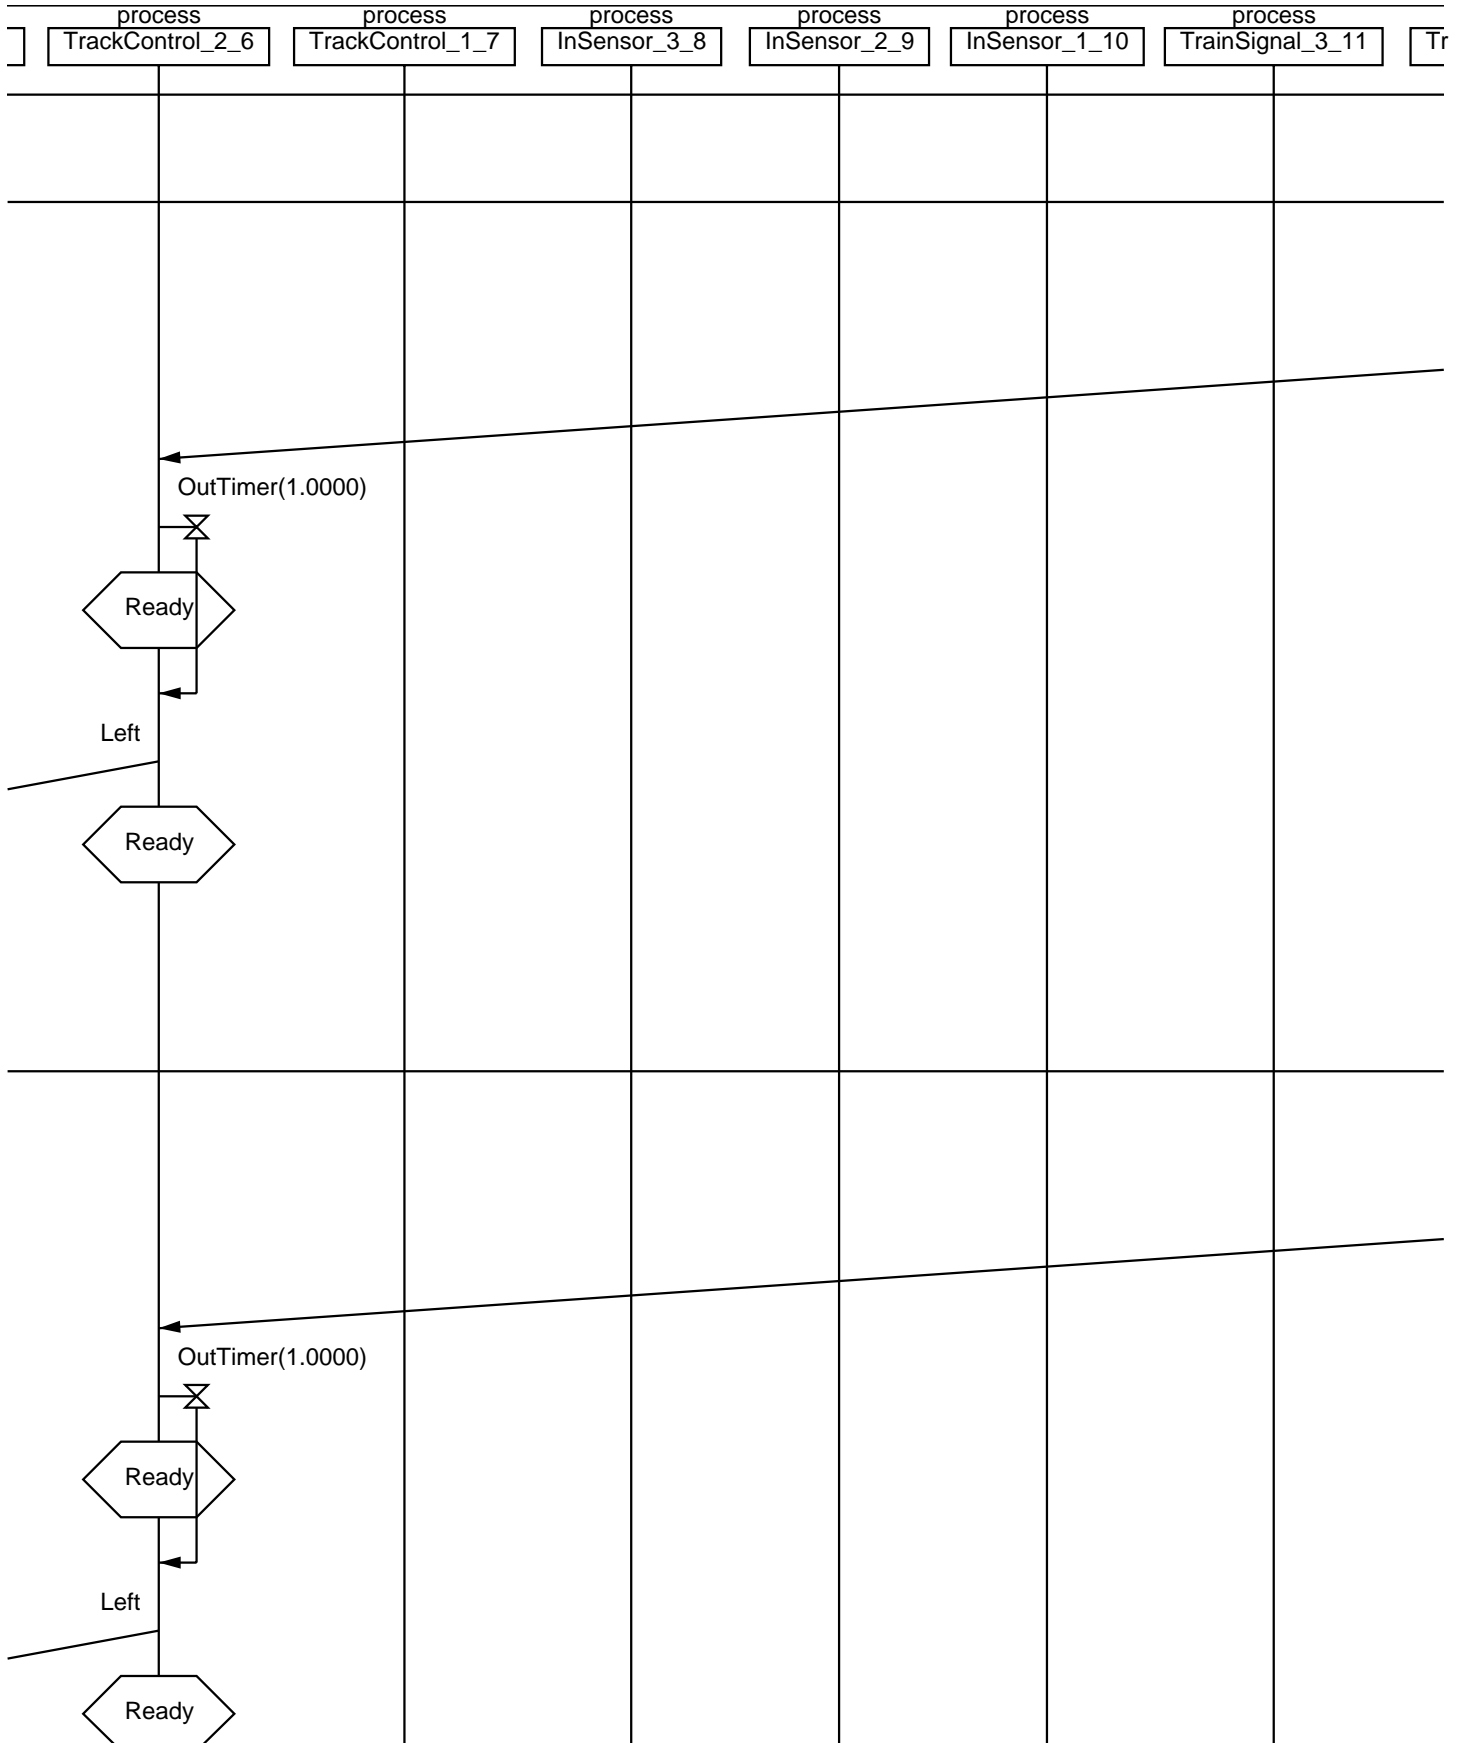 process process process process process process
TrackControl_2_6 TrackControl_1_7 InSensor_3_8 InSensor_2_9 InSensor_1_10 TrainSignal_3_11 Tr
OutTimer(1.0000)
Ready
Left
Ready
OutTimer(1.0000)
Ready
Left
Ready